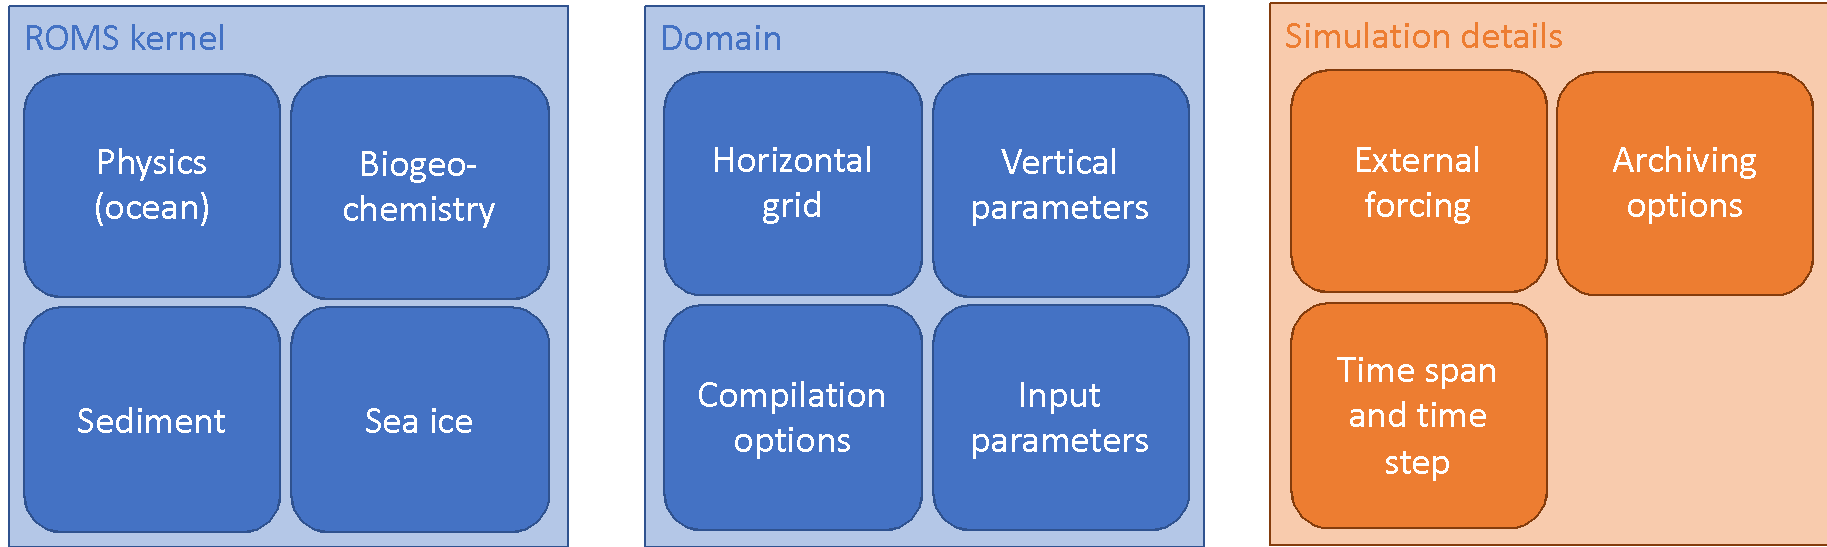 ROMS kernel
Physics
(ocean)
Biogeo-
chemistry
Sediment
Sea ice
Domain
Horizontal
grid
Vertical
parameters
Compilation
options
Input
parameters
Simulation details
External
forcing
Archiving
options
Time span
and time
step